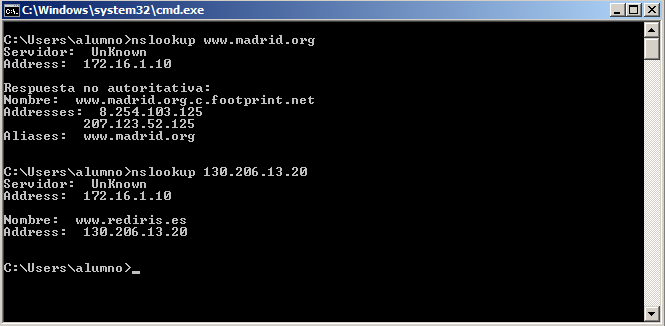 C:\Windows\system32\cmd.exe
C:\Users\alumno>nslookup www.madrid.org
Servidor:  UnKnown
Address:  172.16.1.10
Respuesta no autoritativa:
Nombre:  www.madrid.org.c.footprint.net
Addresses:  8.254.103.125
207.123.52.125
Aliases:  www.madrid.org
C:\Users\alumno>nslookup 130.206.13.20
Servidor:  UnKnown
Address:  172.16.1.10
Nombre:  www.rediris.es
Address:  130.206.13.20
C:\Users\alumno>_